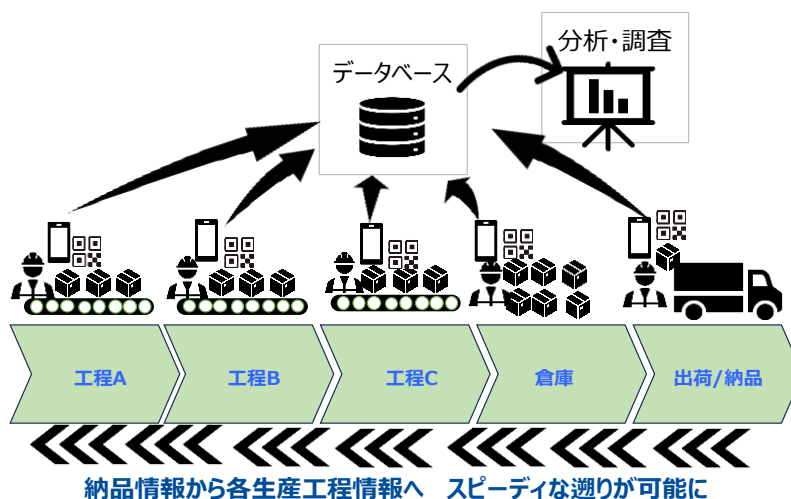 分析・調査
データベース
工程A
工程B
工程C
倉庫
出荷/納品
納品情報から各生産工程情報へ　スピーディな遡りが可能に